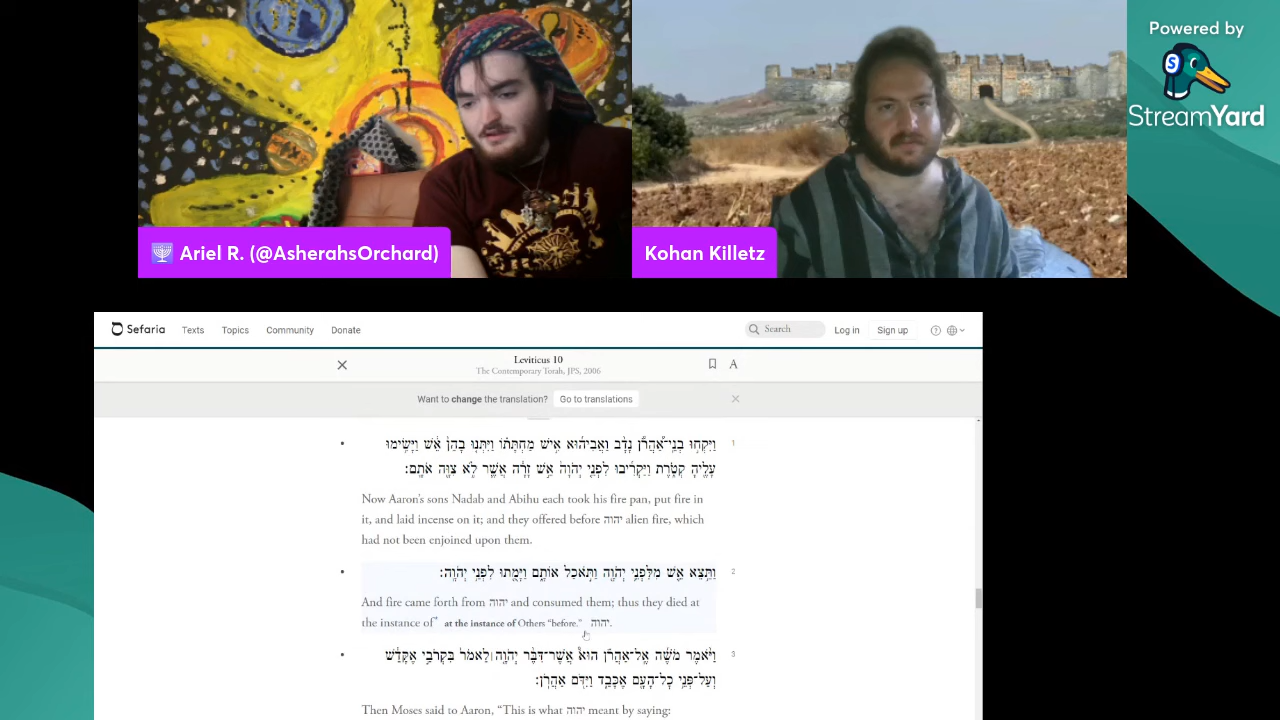 Powered by
StreamYard
Ariel R. (@AsherahsOrchard)
Kohan Killetz
Sefaria Texts Topics Community Donate Search Log in Sign up
Leviticus 10
The Contemporary Torah, JPS, 2006
Want to change the translation? Go to translations
1
וַיִּקְח֣וּ בְנֵֽי־אַ֠הֲרֹ֠ן נָדָ֨ב וַאֲבִיה֜וּא אִ֣ישׁ מַחְתָּת֗וֹ וַיִּתְּנ֤וּ בָהֵן֙ אֵ֔שׁ וַיָּשִׂ֥ימוּ
עָלֶ֖יהָ קְטֹ֑רֶת וַיַּקְרִ֜יבוּ לִפְנֵ֤י יְהֹוָה֙ אֵ֣שׁ זָרָ֔ה אֲשֶׁ֧ר לֹ֦א צִוָּ֖ה אֹתָֽם׃
Now Aaron’s sons Nadab and Abihu each took his fire pan, put fire in
it, and laid incense on it; and they offered before יהוה alien fire, which
had not been enjoined upon them.
2
וַתֵּ֥צֵא אֵ֛שׁ מִלִּפְנֵ֥י יְהֹוָ֖ה וַתֹּ֣אכַל אוֹתָ֑ם וַיָּמֻ֖תוּ לִפְנֵ֥י יְהֹוָֽה׃
And fire came forth from יהוה and consumed them; thus they died at
the instance of* at the instance of Others “before.” יהוה.
3
וַיֹּ֨אמֶר מֹשֶׁ֜ה אֶֽל־אַהֲרֹ֗ן הוּא֩ אֲשֶׁר־דִּבֶּ֨ר יְהֹוָ֤ה ׀ לֵאמֹר֙ בִּקְרֹבַ֣י אֶקָּדֵ֔שׁ
וְעַל־פְּנֵ֥י כׇל־הָעָ֖ם אֶכָּבֵ֑ד וַיִּדֹּ֖ם אַהֲרֹֽן׃
Then Moses said to Aaron, “This is what יהוה meant by saying: